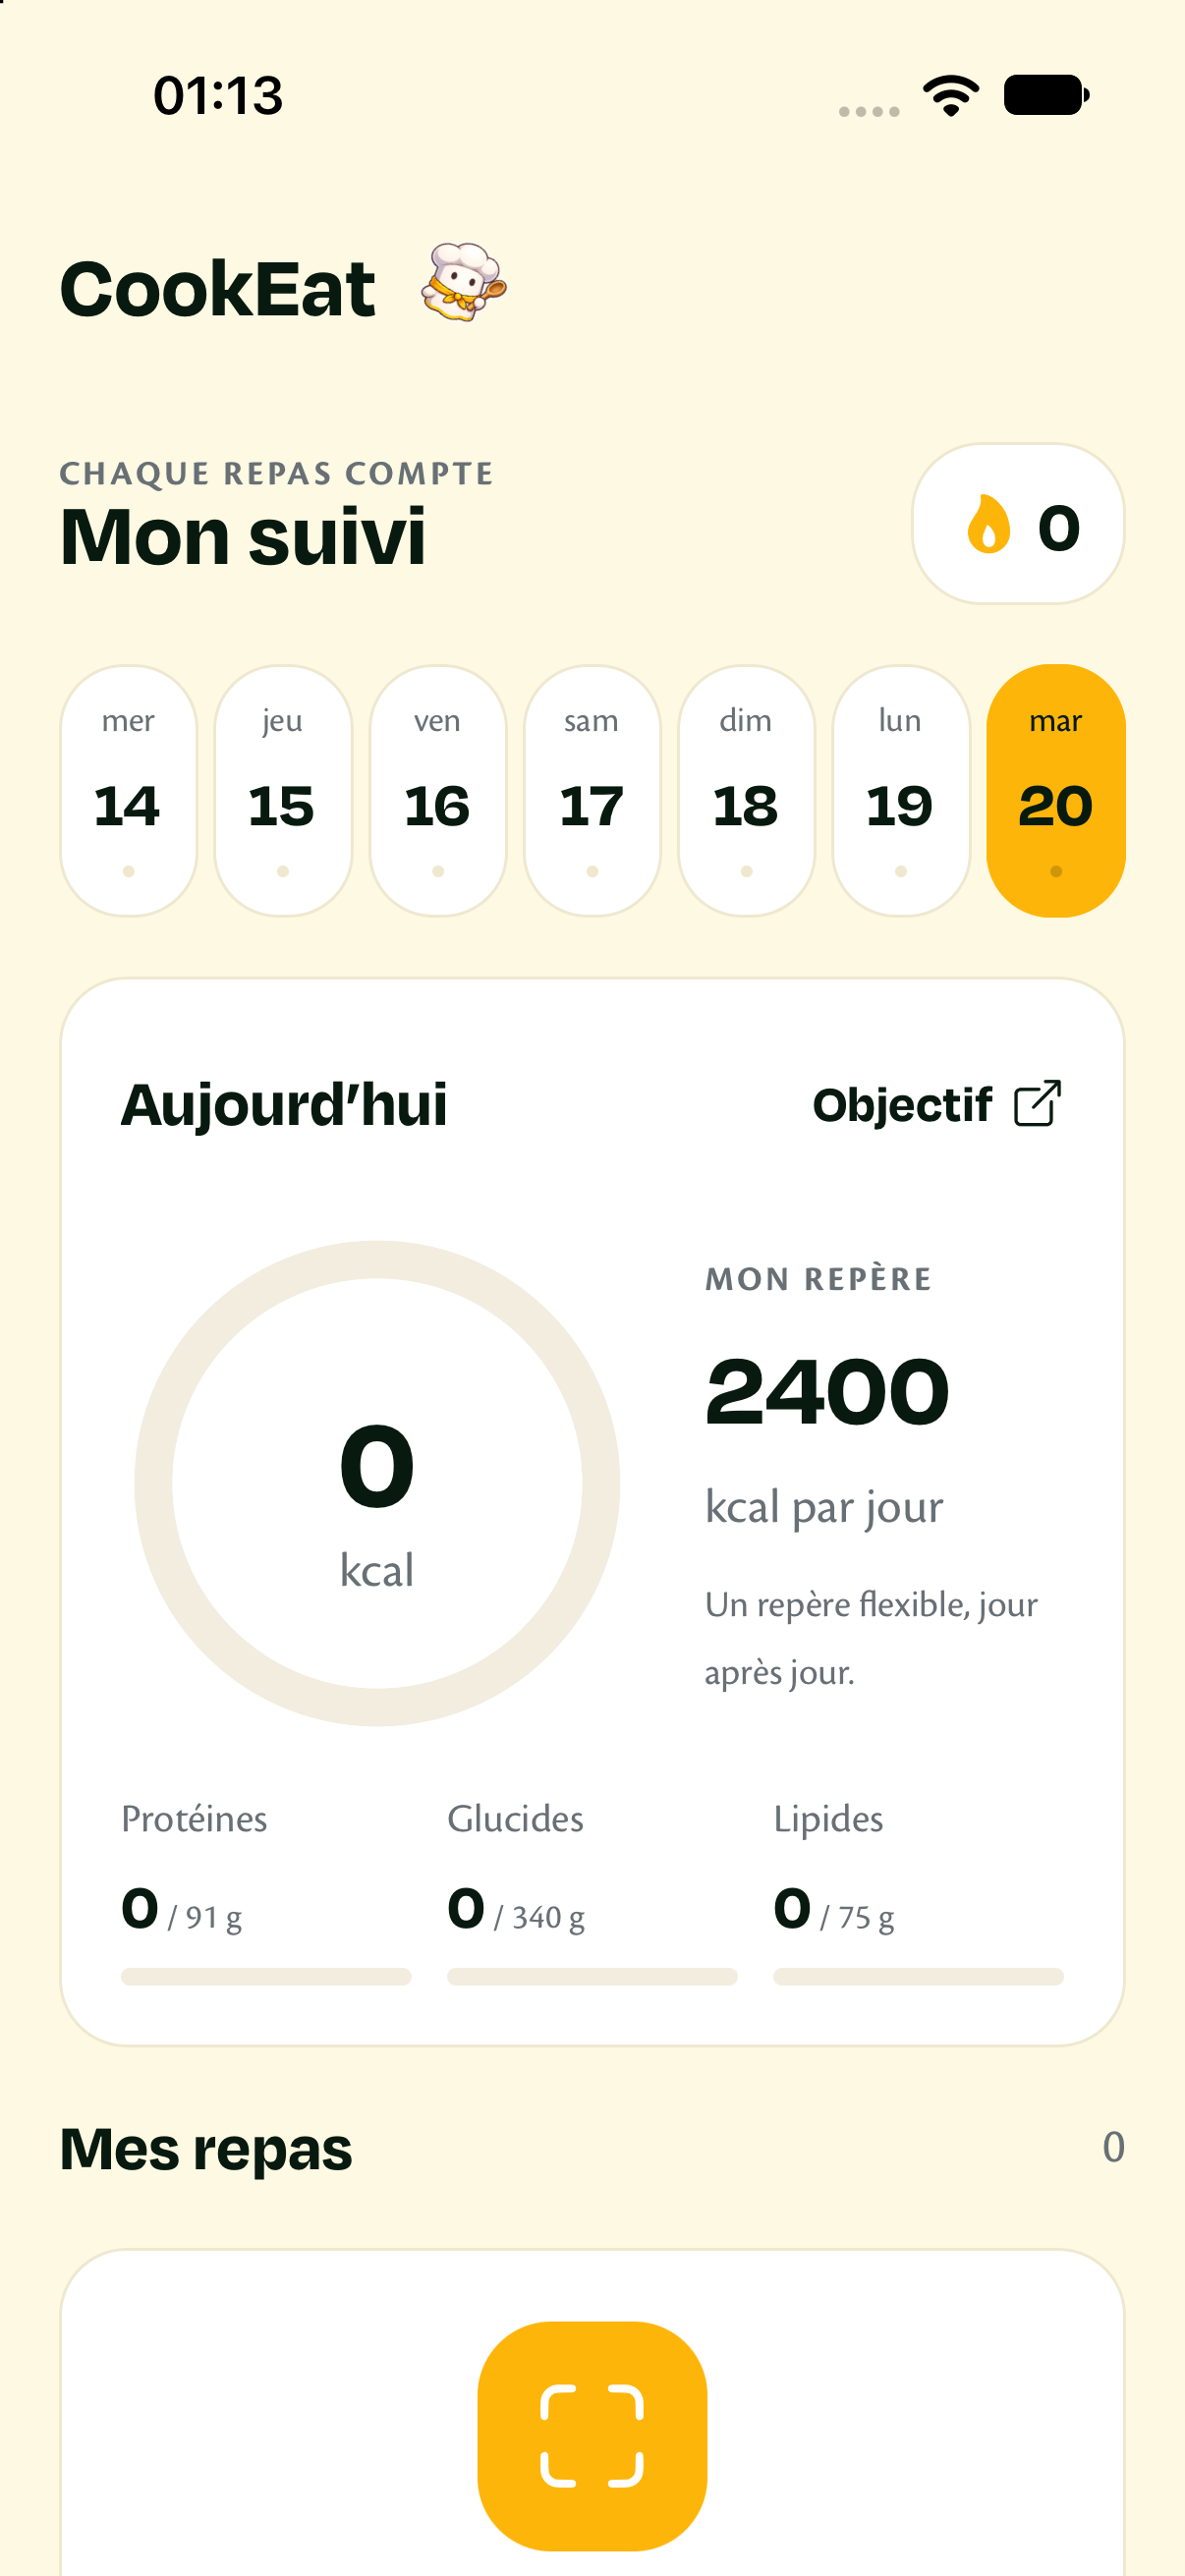 01:13
CookEat
CHAQUE REPAS COMPTE
Mon suivi
0
mer jeu ven sam dim lun mar
14 15 16 17 18 19 20
Aujourd’hui
Objectif
MON REPÈRE
2400
0
kcal
kcal par jour
Un repère flexible, jour
après jour.
Protéines Glucides Lipides
0 / 91 g 0 / 340 g 0 / 75 g
Mes repas
0